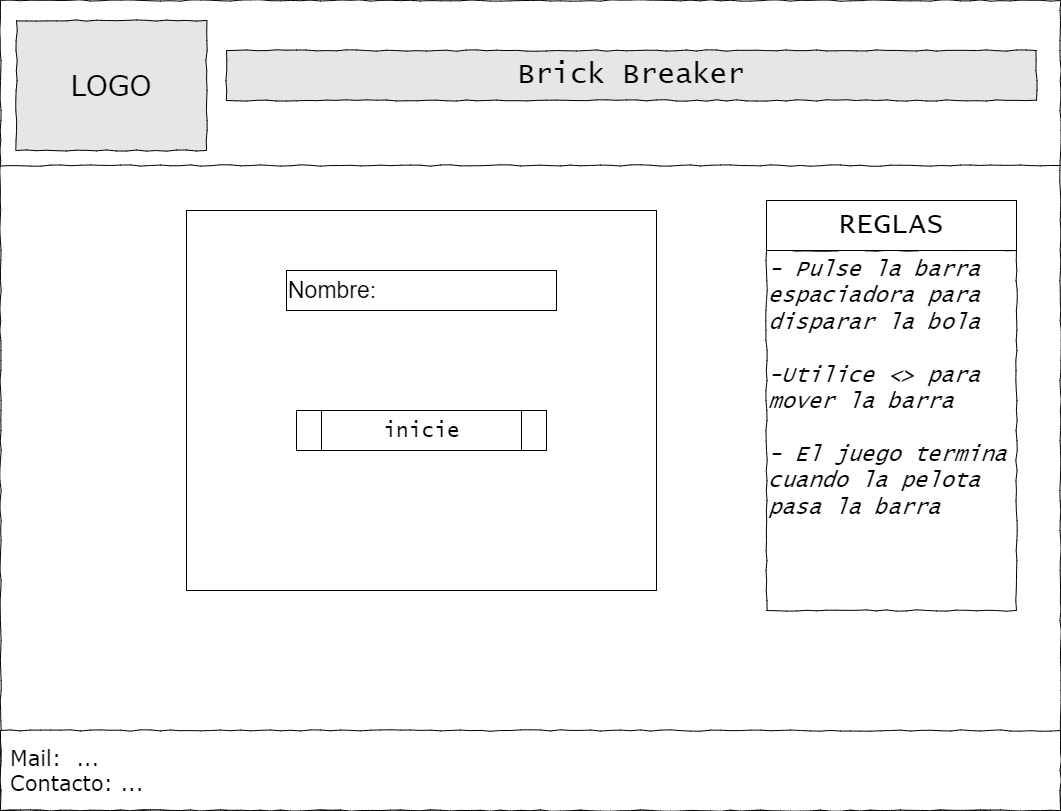 LOGO
Brick Breaker
Nombre:
inicie
REGLAS
- Pulse la barra
espaciadora para
disparar la bola
-Utilice <> para
mover la barra
- El juego termina
cuando la pelota
pasa la barra
Mail:  ...
Contacto: ...